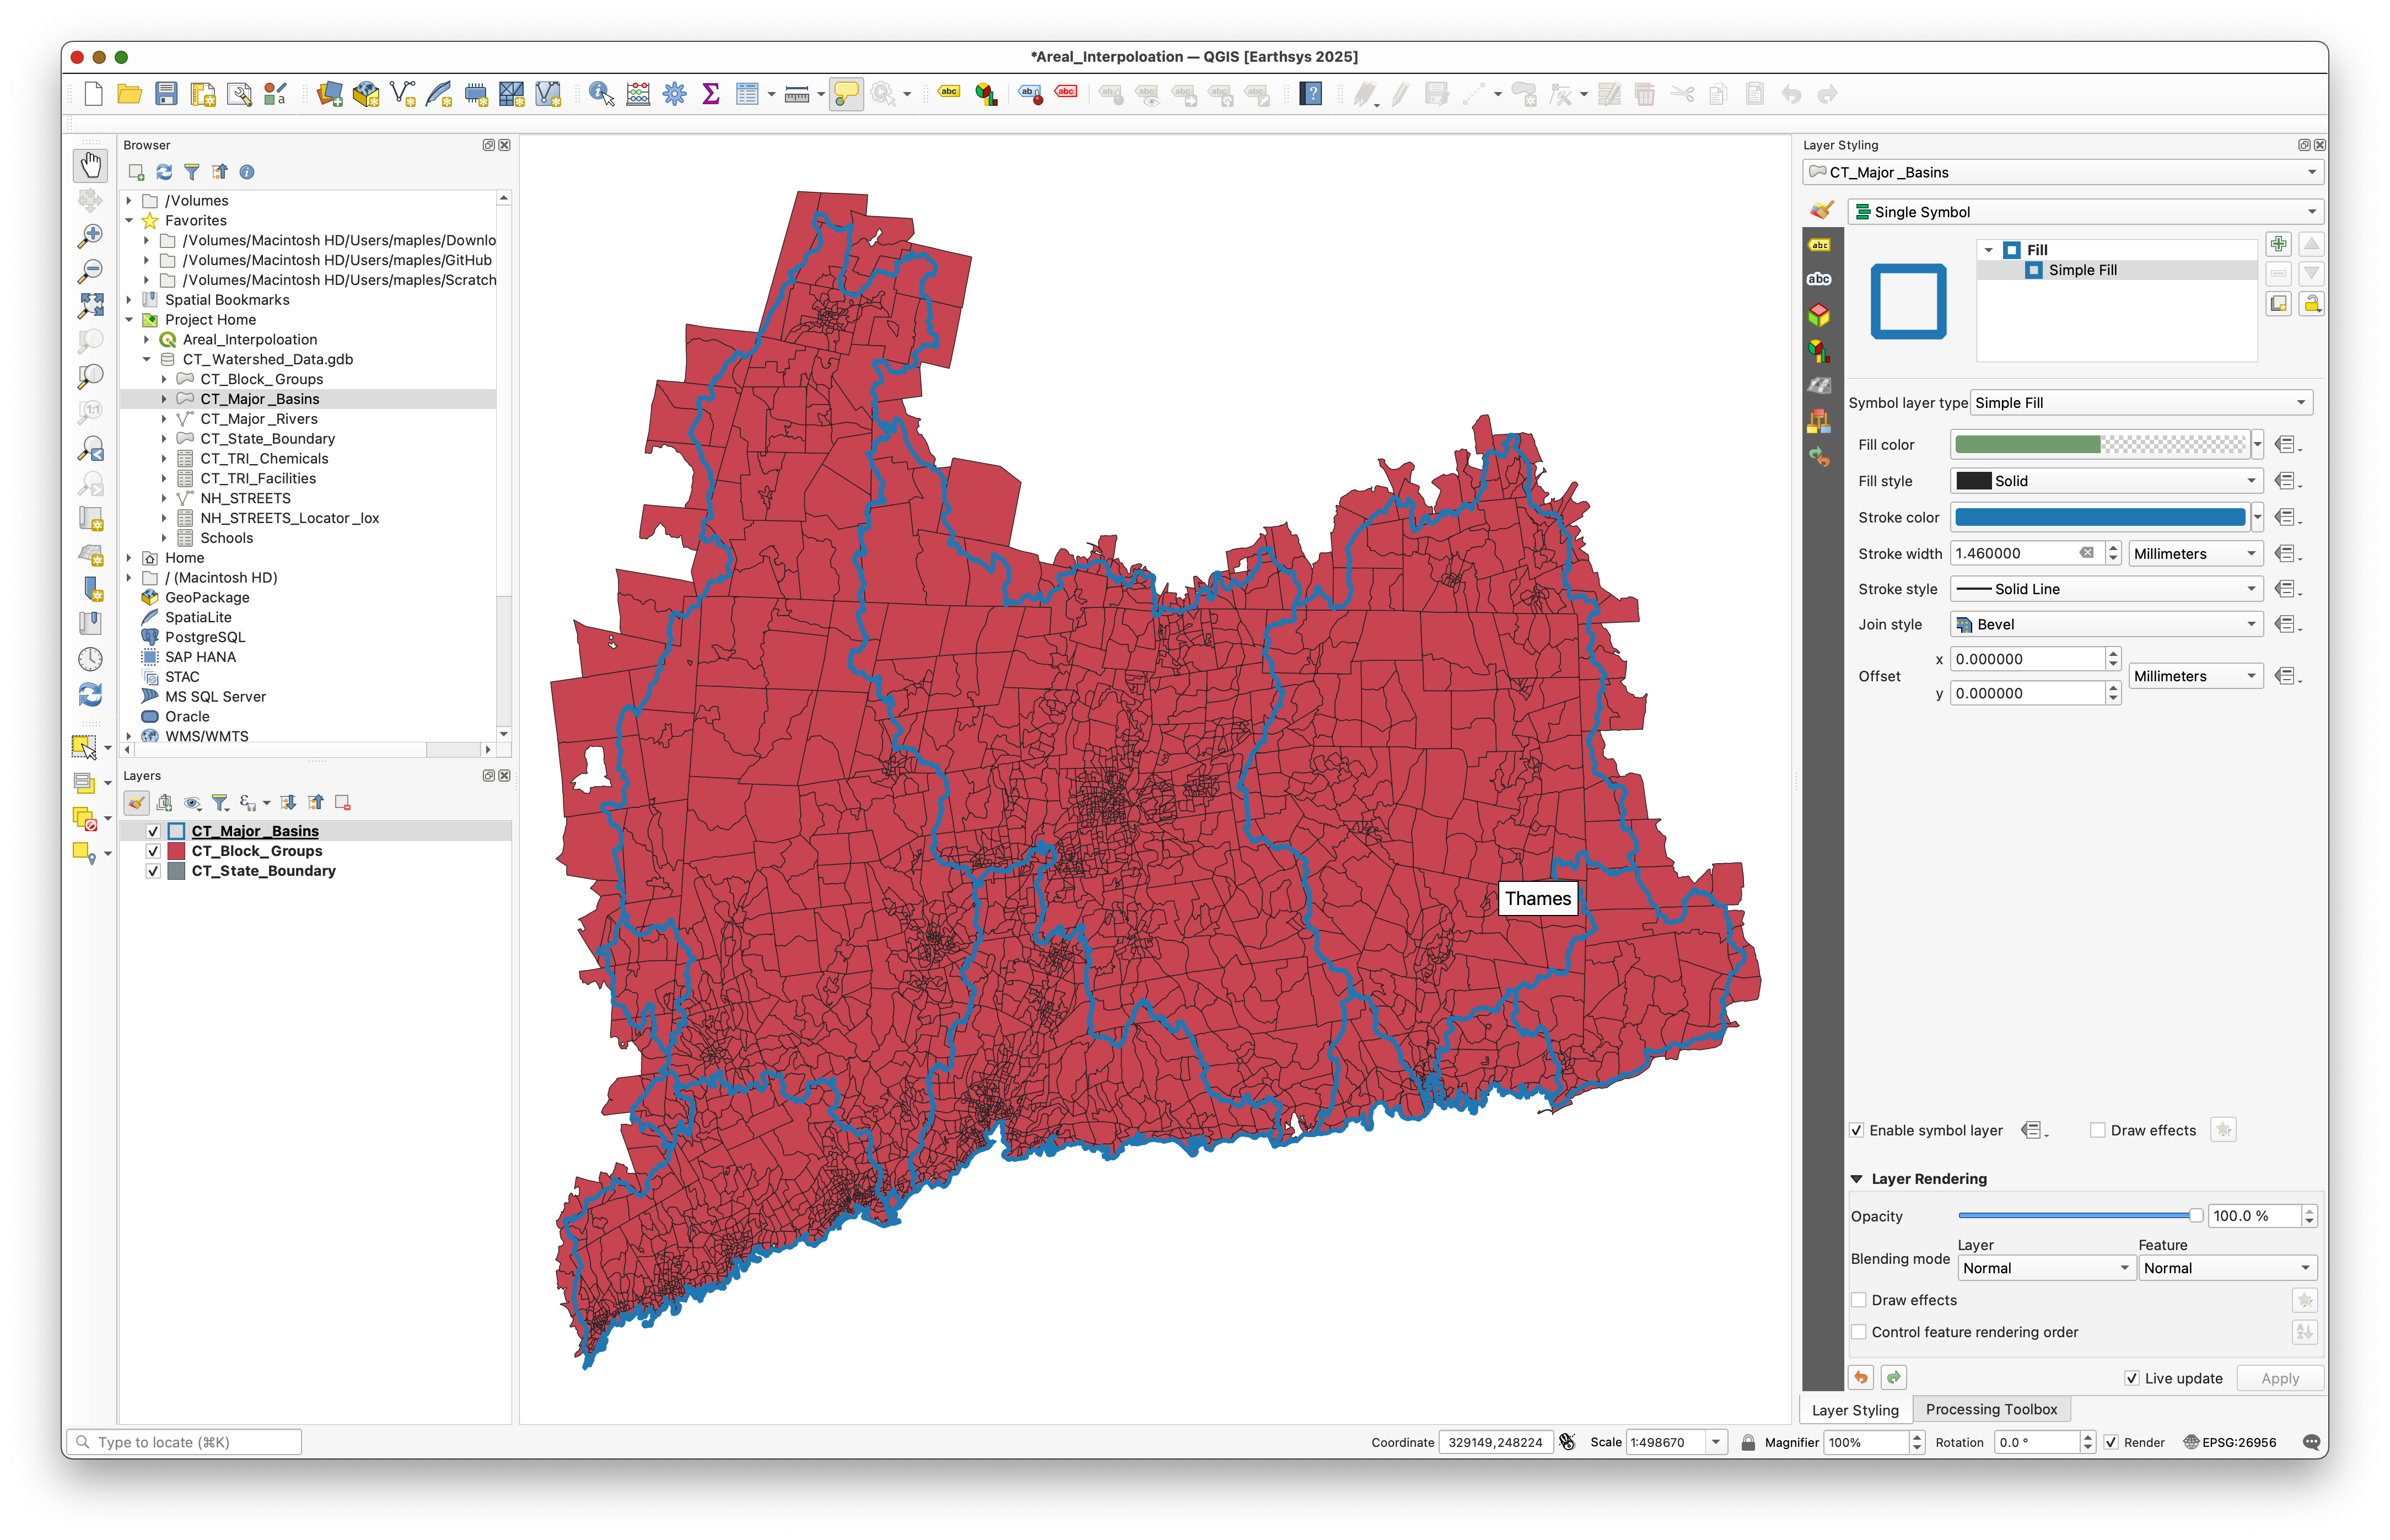 *Areal_Interpoloation — QGIS [Earthsys 2025]
Browser
/Volumes
Favorites
/Volumes/Macintosh HD/Users/maples/Downlo
/Volumes/Macintosh HD/Users/maples/GitHub
/Volumes/Macintosh HD/Users/maples/Scratch
Spatial Bookmarks
Project Home
Areal_Interpoloation
CT_Watershed_Data.gdb
CT_Block_Groups
CT_Major_Basins
CT_Major_Rivers
CT_State_Boundary
CT_TRI_Chemicals
CT_TRI_Facilities
NH_STREETS
NH_STREETS_Locator_lox
Schools
Home
/ (Macintosh HD)
GeoPackage
SpatiaLite
PostgreSQL
SAP HANA
STAC
MS SQL Server
Oracle
WMS/WMTS
Layers
CT_Major_Basins
CT_Block_Groups
CT_State_Boundary
Thames
Layer Styling
CT_Major_Basins
Single Symbol
Fill
Simple Fill
Symbol layer type Simple Fill
Fill color
Fill style Solid
Stroke color
Stroke width 1.460000 Millimeters
Stroke style Solid Line
Join style Bevel
x 0.000000
Offset Millimeters
y 0.000000
Enable symbol layer Draw effects
Layer Rendering
Opacity 100.0 %
Layer Feature
Blending mode Normal Normal
Draw effects
Control feature rendering order
Live update Apply
Layer Styling Processing Toolbox
Type to locate (⌘K) Coordinate 329149,248224 Scale 1:498670 Magnifier 100% Rotation 0.0 ° Render EPSG:26956